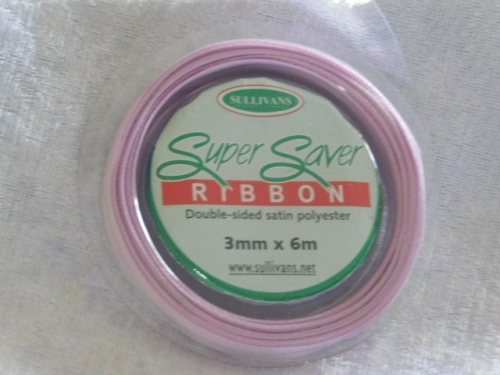 SULLIVANS
Super Saver
RIBBON
Double-sided satin polyester
3mm x 6m
www.sullivans.net